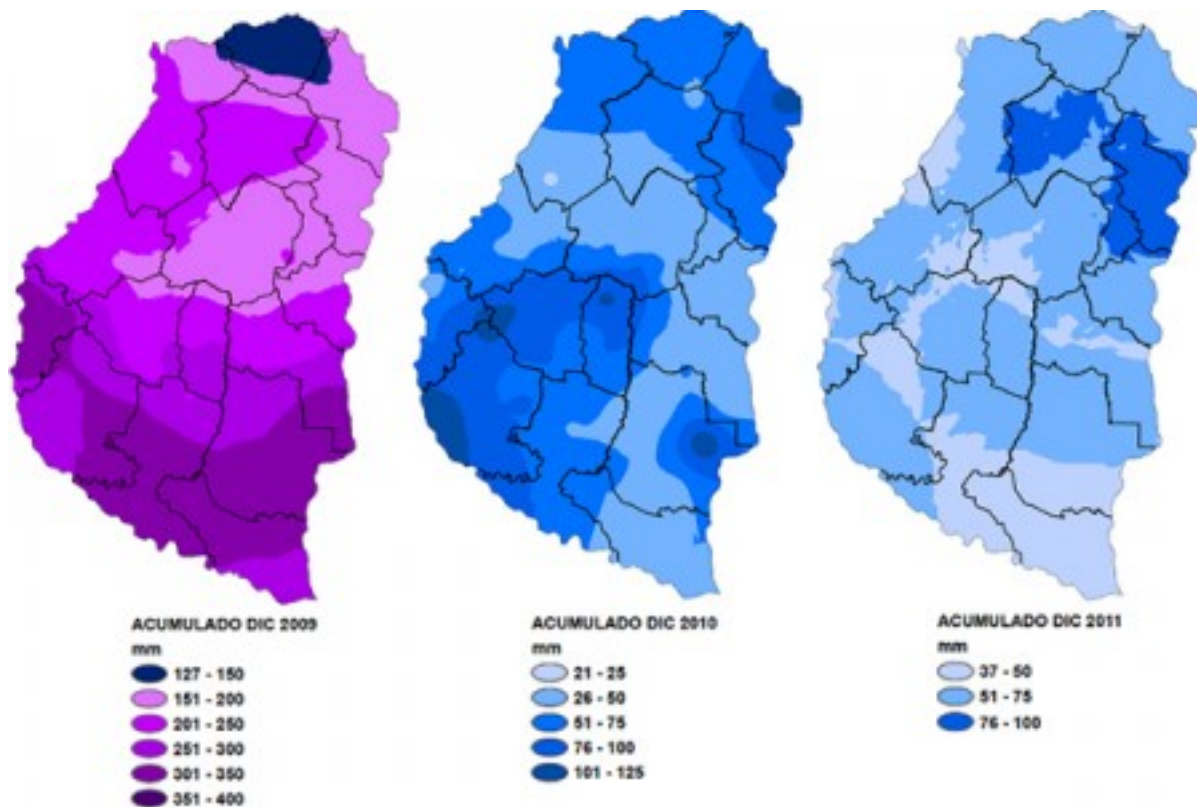 ACUMULADO DIC 2009
mm
127 - 150
151 - 200
201 - 250
251 - 300
301 - 350
351 - 400
ACUMULADO DIC 2010
mm
21 - 25
26 - 50
51 - 75
76 - 100
101 - 125
ACUMULADO DIC 2011
mm
37 - 50
51 - 75
76 - 100